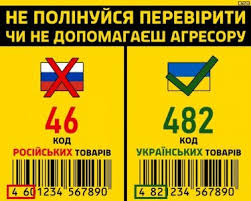 НЕ ПОЛІНУЙСЯ ПЕРЕВІРИТИ
ЧИ НЕ ДОПОМАГАЄШ АГРЕСОРУ
46
КОД
РОСІЙСЬКИХ ТОВАРІВ
4 60 1234 567890
482
КОД
УКРАЇНСЬКИХ ТОВАРІВ
4 82 1234 567890